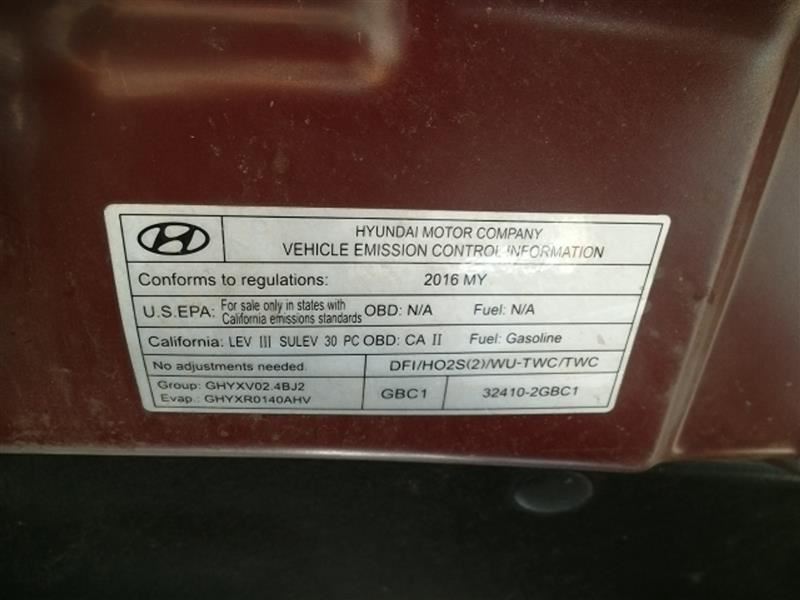 HYUNDAI MOTOR COMPANY
VEHICLE EMISSION CONTROL INFORMATION
Conforms to regulations: 2016 MY
U.S.EPA: For sale only in states with California emissions standards OBD: N/A Fuel: N/A
California: LEV III SULEV 30 PC OBD: CA II Fuel: Gasoline
No adjustments needed. DFI/HO2S(2)/WU-TWC/TWC
Group: GHYXV02.4BJ2
Evap.: GHYXR0140AHV
GBC1 32410-2GBC1